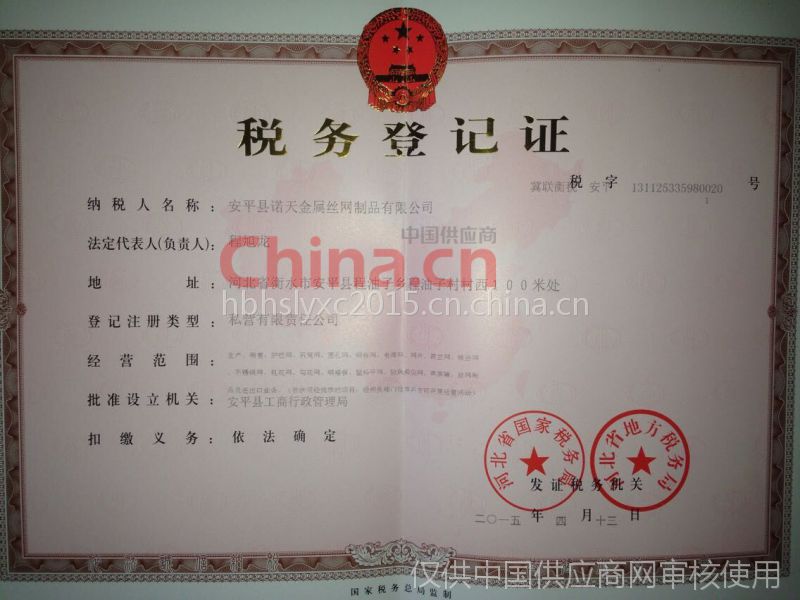 税务登记证
冀联衡税 安平 税 字 131125335980020 号
1
纳税人名称： 安平县诺天金属丝网制品有限公司
法定代表人(负责人)： 程旭龙
中国供应商
China.cn
地 址： 河北省衡水市安平县程油子乡程油子村村西100米处
hbhslyxc2015.cn.china.cn
登记注册类型： 私营有限责任公司
经营范围：
批准设立机关： 安平县工商行政管理局
扣缴义务： 依法确定
河北省国家税务局
河北省地方税务局
发证税务机关
二〇一五 年 四 月 十三 日
国家税务总局监制
仅供中国供应商网审核使用